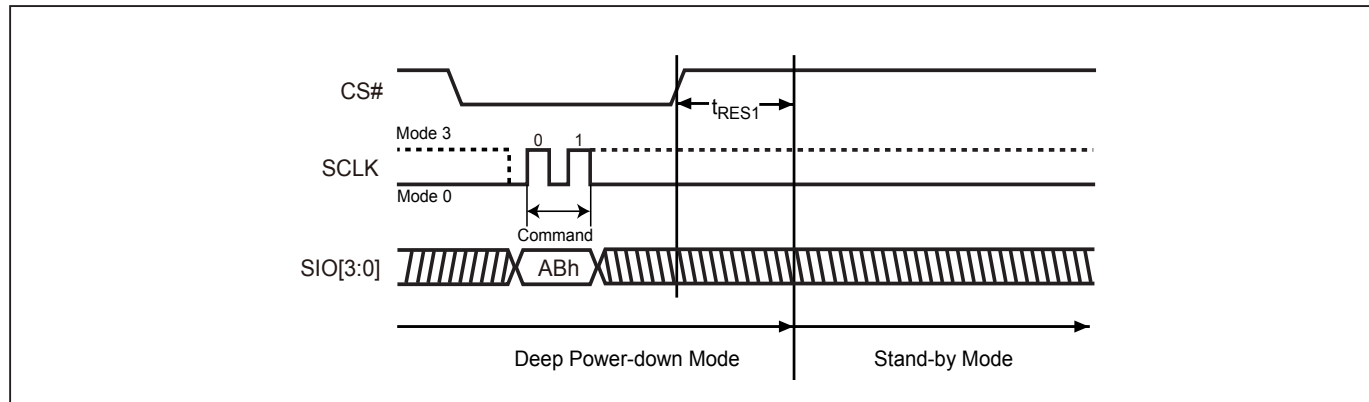 CS#
tRES1
Mode 3
0 1
SCLK
Mode 0
Command
SIO[3:0]
ABh
Deep Power-down Mode
Stand-by Mode